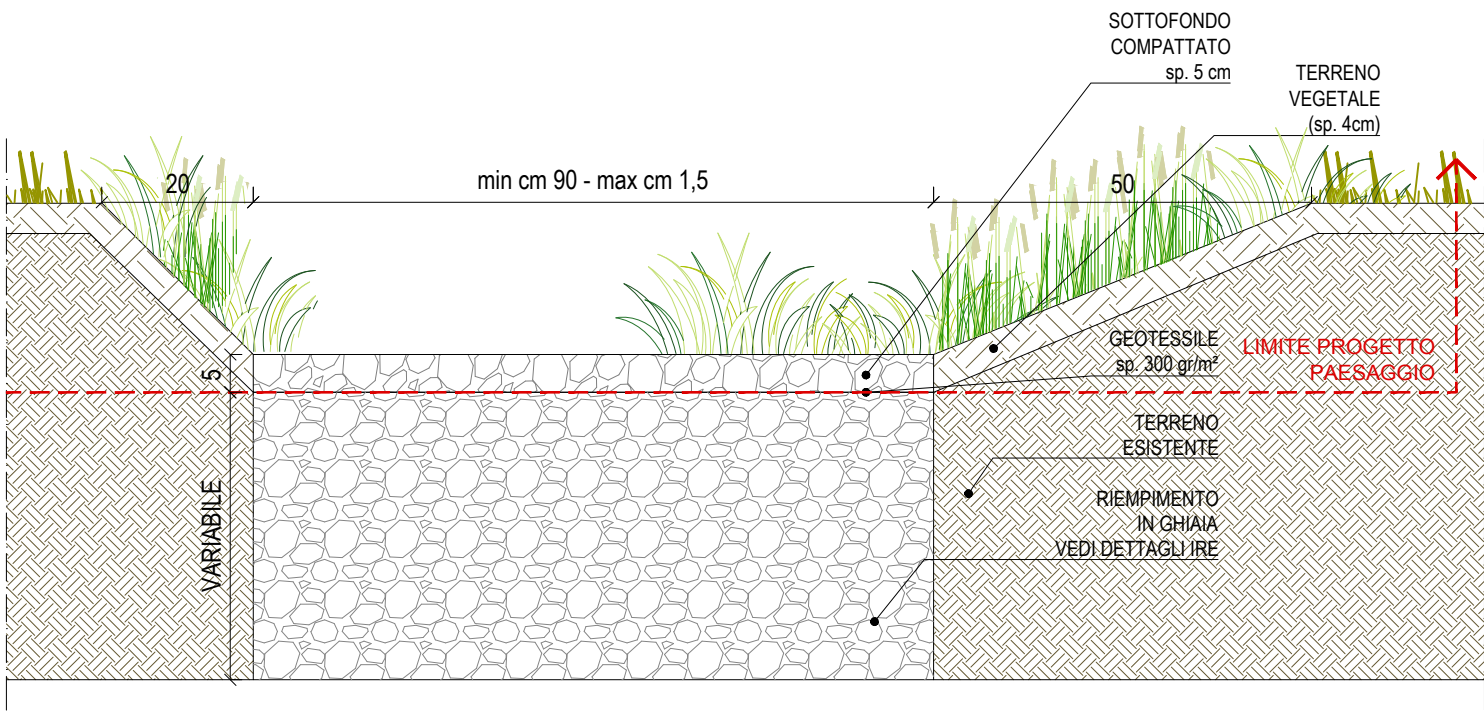 SOTTOFONDO
COMPATTATO
sp. 5 cm
TERRENO
VEGETALE
(sp. 4cm)
20
min cm 90 - max cm 1,5
50
GEOTESSILE
sp. 300 gr/m²
LIMITE PROGETTO
PAESAGGIO
5
TERRENO
ESISTENTE
VARIABILE
RIEMPIMENTO
IN GHIAIA
VEDI DETTAGLI IRE